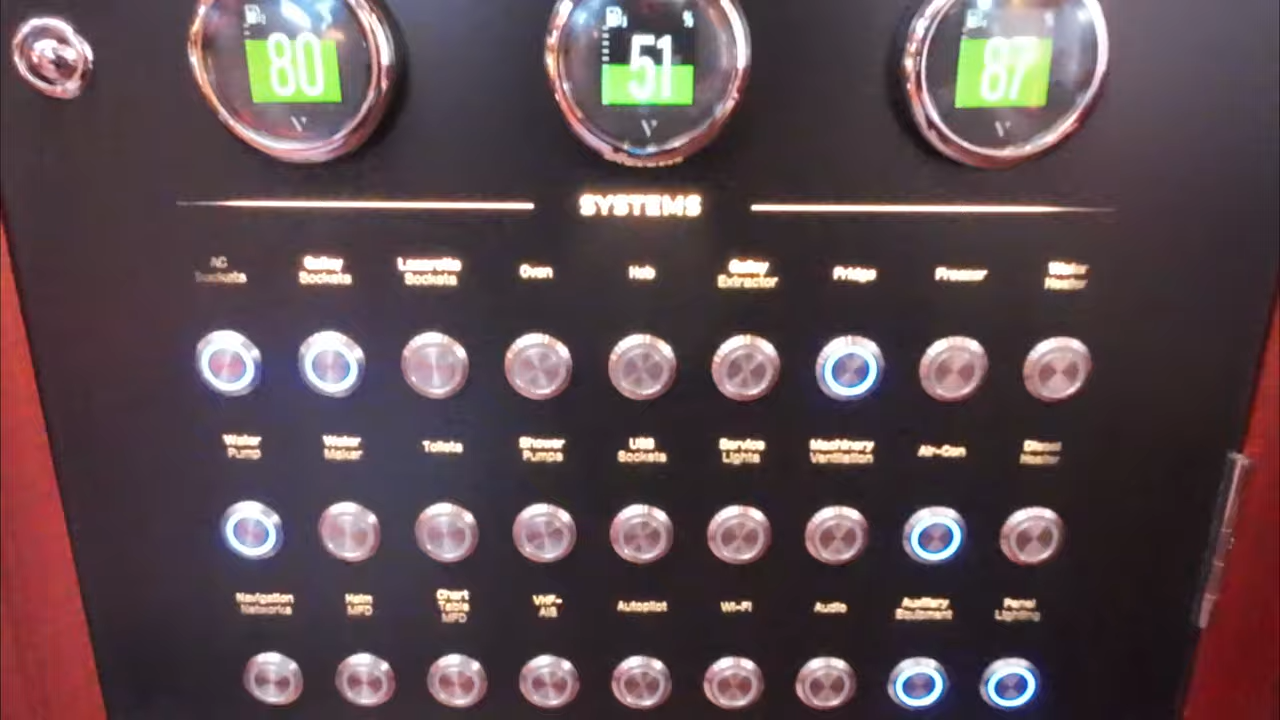 80
%
51
87
SYSTEMS
AC
Sockets
Galley
Sockets
Lazarette
Sockets
Oven
Hob
Galley
Extractor
Fridge
Freezer
Water
Heater
Water
Pump
Water
Maker
Toilets
Shower
Pumps
USB
Sockets
Service
Lights
Machinery
Ventilation
Air-Con
Diesel
Heater
Navigation
Networks
Helm
MFD
Chart
Table
MFD
VHF-
AIS
Autopilot
Wi-Fi
Audio
Auxiliary
Equipment
Panel
Lighting